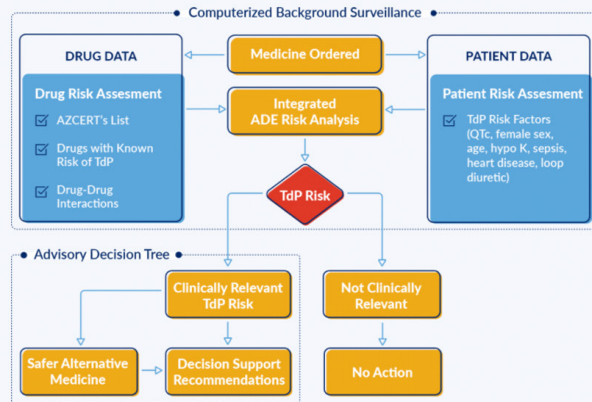 Computerized Background Surveillance
DRUG DATA
Medicine Ordered
PATIENT DATA
Drug Risk Assesment
AZCERT's List
Drugs with Known
Risk of TdP
Drug-Drug
Interactions
Integrated
ADE Risk Analysis
Patient Risk Assesment
TdP Risk Factors
(QTc, female sex,
age, hypo K, sepsis,
heart disease, loop
diuretic)
TdP Risk
Advisory Decision Tree
Clinically Relevant
TdP Risk
Not Clinically
Relevant
Safer Alternative
Medicine
Decision Support
Recommendations
No Action